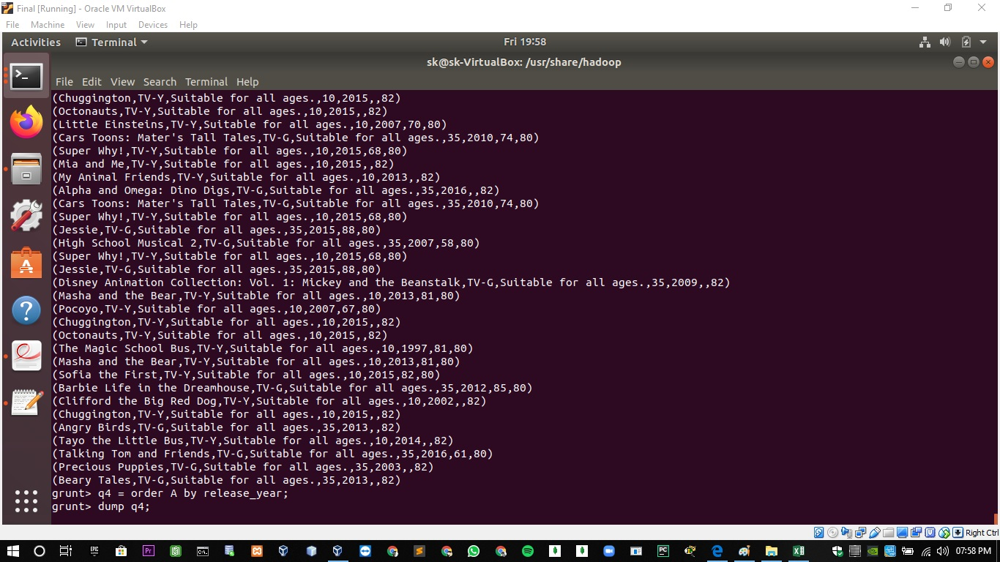 Final [Running] - Oracle VM VirtualBox
File Machine View Input Devices Help
Activities Terminal Fri 19:58
sk@sk-VirtualBox: /usr/share/hadoop
File Edit View Search Terminal Help
(Chuggington,TV-Y,Suitable for all ages.,10,2015,,82)
(Octonauts,TV-Y,Suitable for all ages.,10,2015,,82)
(Little Einsteins,TV-Y,Suitable for all ages.,10,2007,70,80)
(Cars Toons: Mater's Tall Tales,TV-G,Suitable for all ages.,35,2010,74,80)
(Super Why!,TV-Y,Suitable for all ages.,10,2015,68,80)
(Mia and Me,TV-Y,Suitable for all ages.,10,2015,,82)
(My Animal Friends,TV-Y,Suitable for all ages.,10,2013,,82)
(Alpha and Omega: Dino Digs,TV-G,Suitable for all ages.,35,2016,,82)
(Cars Toons: Mater's Tall Tales,TV-G,Suitable for all ages.,35,2010,74,80)
(Super Why!,TV-Y,Suitable for all ages.,10,2015,68,80)
(Jessie,TV-G,Suitable for all ages.,35,2015,88,80)
(High School Musical 2,TV-G,Suitable for all ages.,35,2007,58,80)
(Super Why!,TV-Y,Suitable for all ages.,10,2015,68,80)
(Jessie,TV-G,Suitable for all ages.,35,2015,88,80)
(Disney Animation Collection: Vol. 1: Mickey and the Beanstalk,TV-G,Suitable for all ages.,35,2009,,82)
(Masha and the Bear,TV-Y,Suitable for all ages.,10,2013,81,80)
(Pocoyo,TV-Y,Suitable for all ages.,10,2007,67,80)
(Chuggington,TV-Y,Suitable for all ages.,10,2015,,82)
(Octonauts,TV-Y,Suitable for all ages.,10,2015,,82)
(The Magic School Bus,TV-Y,Suitable for all ages.,10,1997,81,80)
(Masha and the Bear,TV-Y,Suitable for all ages.,10,2013,81,80)
(Sofia the First,TV-Y,Suitable for all ages.,10,2015,82,80)
(Barbie Life in the Dreamhouse,TV-G,Suitable for all ages.,35,2012,85,80)
(Clifford the Big Red Dog,TV-Y,Suitable for all ages.,10,2002,,82)
(Chuggington,TV-Y,Suitable for all ages.,10,2015,,82)
(Angry Birds,TV-G,Suitable for all ages.,35,2013,,82)
(Tayo the Little Bus,TV-Y,Suitable for all ages.,10,2014,,82)
(Talking Tom and Friends,TV-G,Suitable for all ages.,35,2016,61,80)
(Precious Puppies,TV-G,Suitable for all ages.,35,2003,,82)
(Beary Tales,TV-G,Suitable for all ages.,35,2013,,82)
grunt> q4 = order A by release_year;
grunt> dump q4;
Right Ctrl
07:58 PM